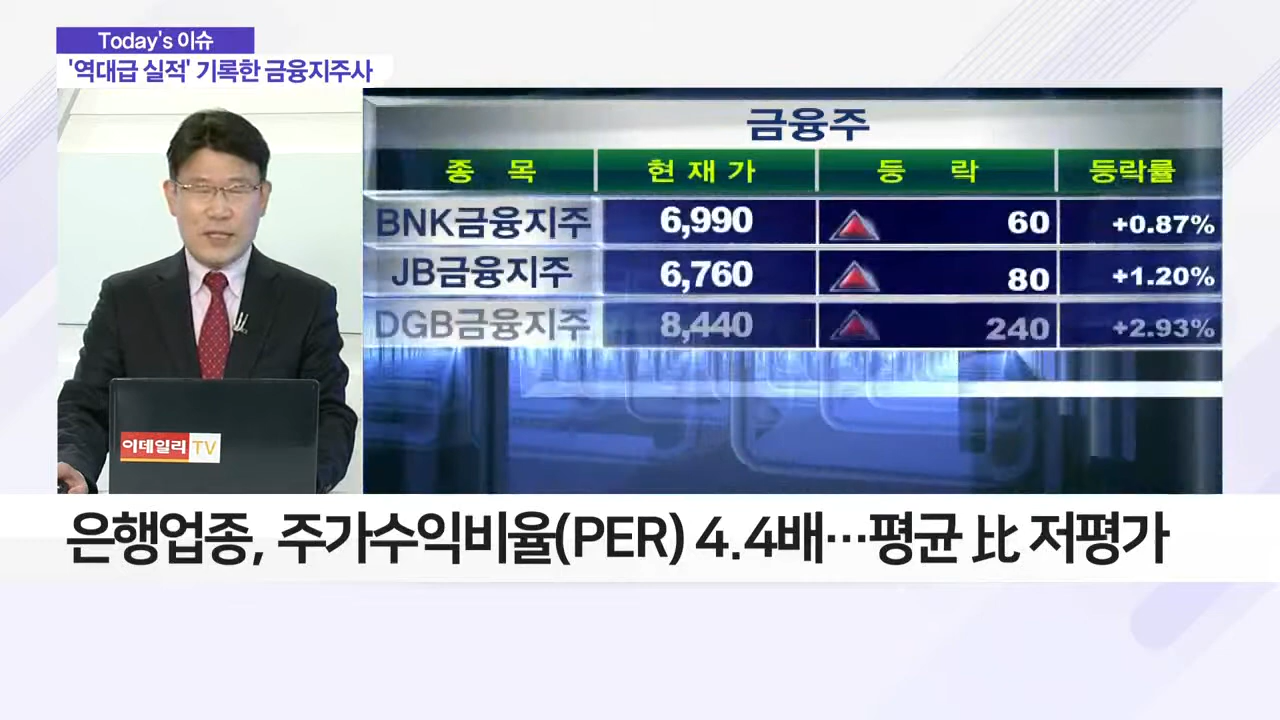 Today's 이슈
'역대급 실적' 기록한 금융지주사
금융주
종 목 현 재 가 등 락 등락률
BNK금융지주 6,990 ▲ 60 +0.87%
JB금융지주 6,760 ▲ 80 +1.20%
DGB금융지주 8,440 ▲ 240 +2.93%
이데일리 TV
은행업종, 주가수익비율(PER) 4.4배…평균 比 저평가